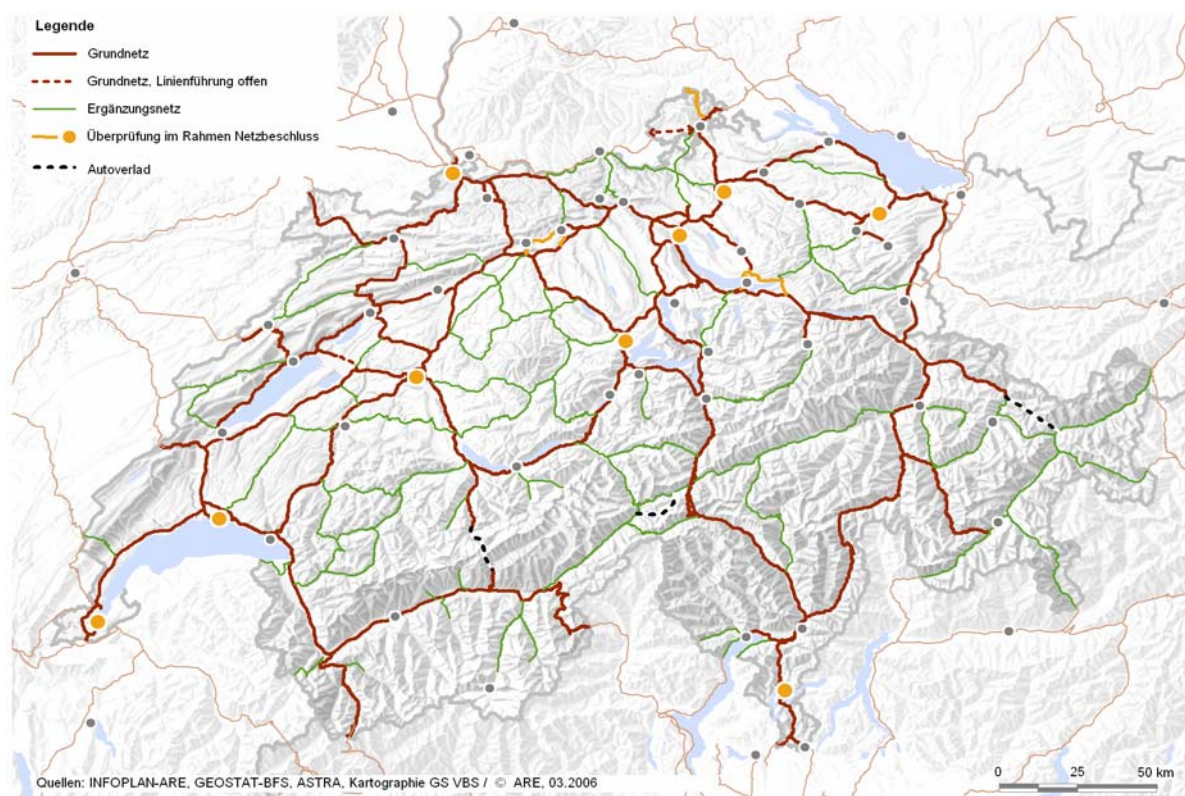 Legende
Grundnetz
Grundnetz, Linienführung offen
Ergänzungsnetz
Überprüfung im Rahmen Netzbeschluss
Autoverlad
Quellen: INFOPLAN-ARE, GEOSTAT-BFS, ASTRA, Kartographie GS VBS / © ARE, 03.2006
0 25 50 km